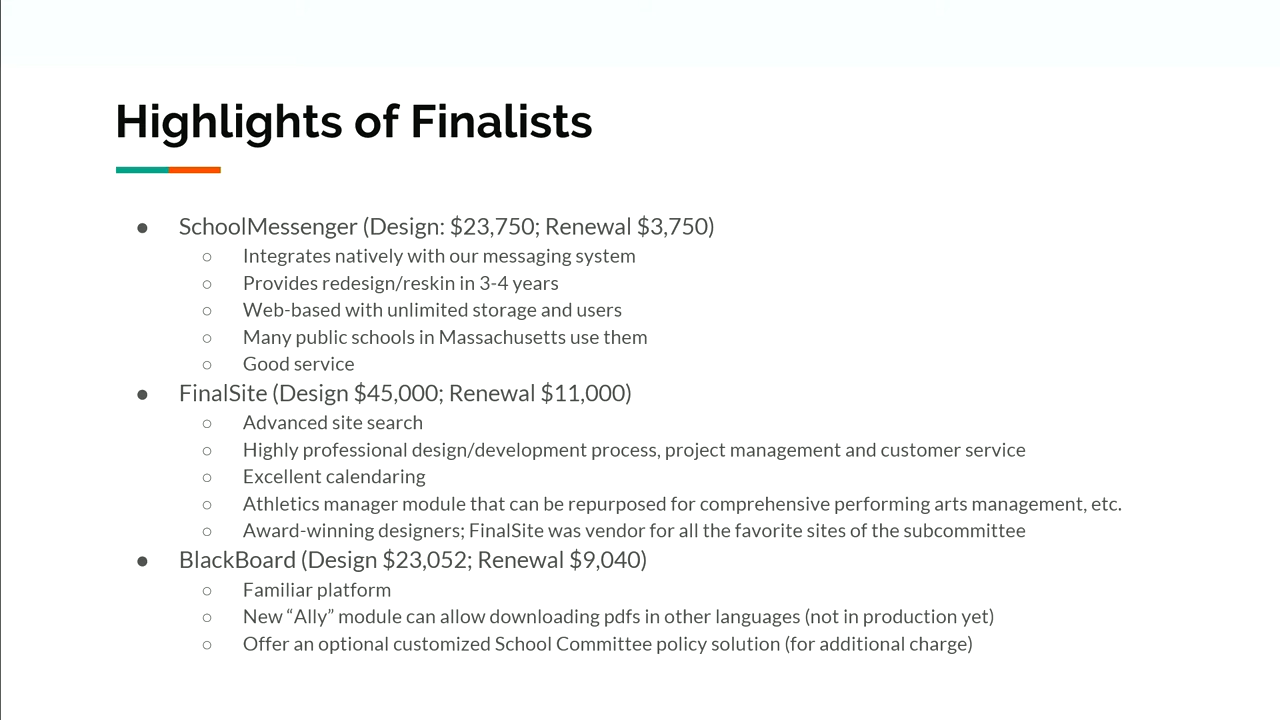 Highlights of Finalists
● SchoolMessenger (Design: $23,750; Renewal $3,750)
○ Integrates natively with our messaging system
○ Provides redesign/reskin in 3-4 years
○ Web-based with unlimited storage and users
○ Many public schools in Massachusetts use them
○ Good service
● FinalSite (Design $45,000; Renewal $11,000)
○ Advanced site search
○ Highly professional design/development process, project management and customer service
○ Excellent calendaring
○ Athletics manager module that can be repurposed for comprehensive performing arts management, etc.
○ Award-winning designers; FinalSite was vendor for all the favorite sites of the subcommittee
● BlackBoard (Design $23,052; Renewal $9,040)
○ Familiar platform
○ New “Ally” module can allow downloading pdfs in other languages (not in production yet)
○ Offer an optional customized School Committee policy solution (for additional charge)